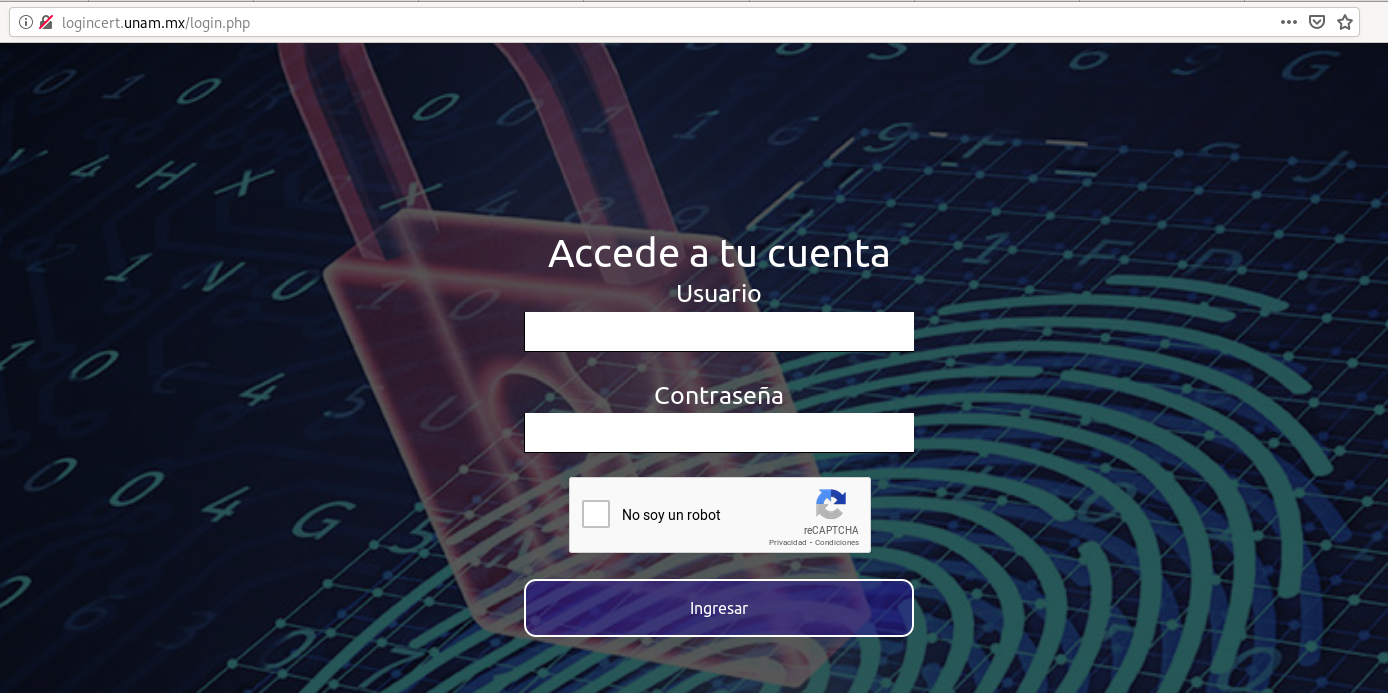 logincert.unam.mx/login.php
Accede a tu cuenta
Usuario
Contraseña
No soy un robot
reCAPTCHA
Privacidad - Condiciones
Ingresar